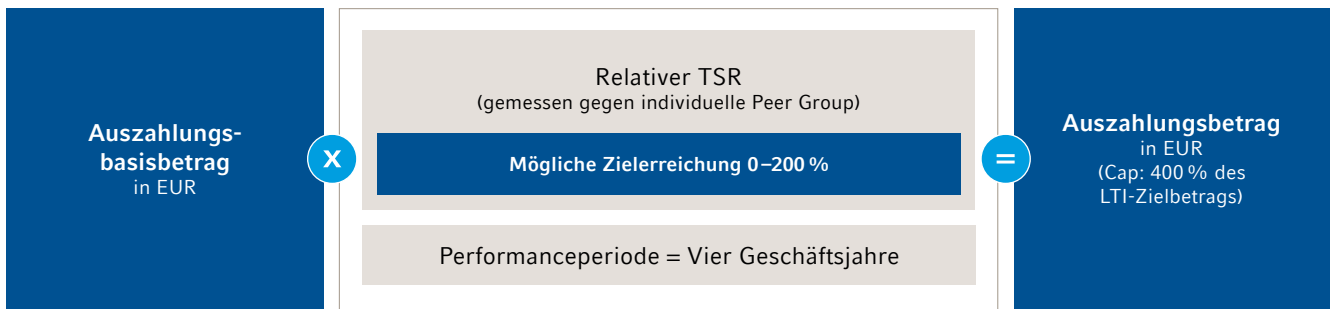 Auszahlungs-
basisbetrag
in EUR
x
Relativer TSR
(gemessen gegen individuelle Peer Group)
Mögliche Zielerreichung 0–200 %
Performanceperiode = Vier Geschäftsjahre
=
Auszahlungsbetrag
in EUR
(Cap: 400 % des
LTI-Zielbetrags)